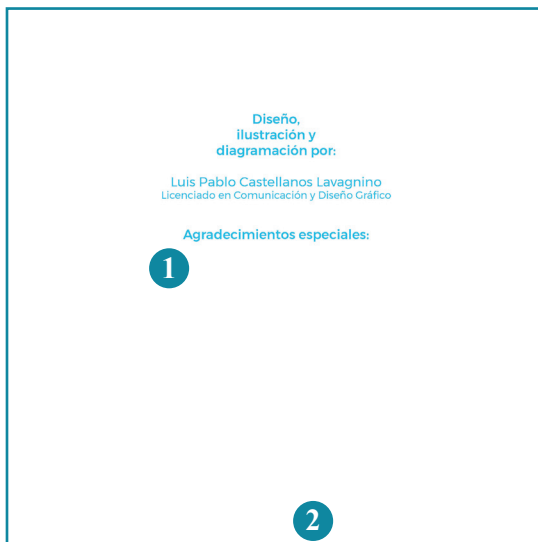 Diseño,
ilustración y
diagramación por:
Luis Pablo Castellanos Lavagnino
Licenciado en Comunicación y Diseño Gráfico
Agradecimientos especiales:
1
2